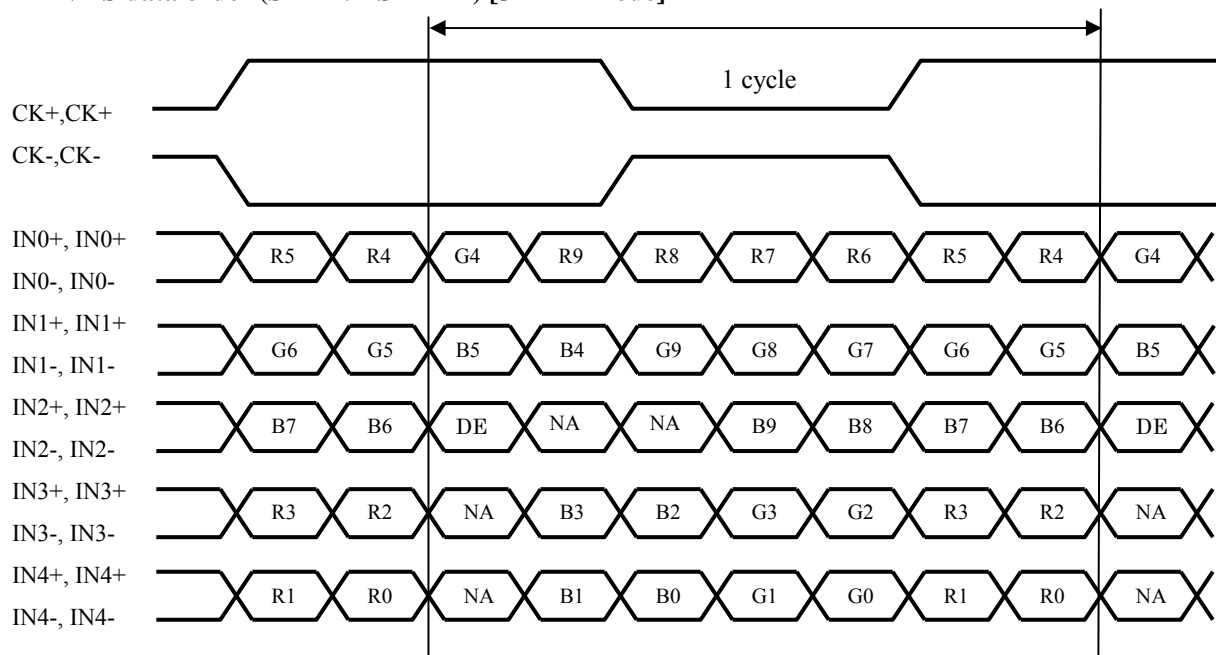 1 cycle
CK+,CK+
CK-,CK-
IN0+, IN0+
R5 R4 G4 R9 R8 R7 R6 R5 R4 G4
IN0-, IN0-
IN1+, IN1+
G6 G5 B5 B4 G9 G8 G7 G6 G5 B5
IN1-, IN1-
IN2+, IN2+
B7 B6 DE NA NA B9 B8 B7 B6 DE
IN2-, IN2-
IN3+, IN3+
R3 R2 NA B3 B2 G3 G2 R3 R2 NA
IN3-, IN3-
IN4+, IN4+
R1 R0 NA B1 B0 G1 G0 R1 R0 NA
IN4-, IN4-